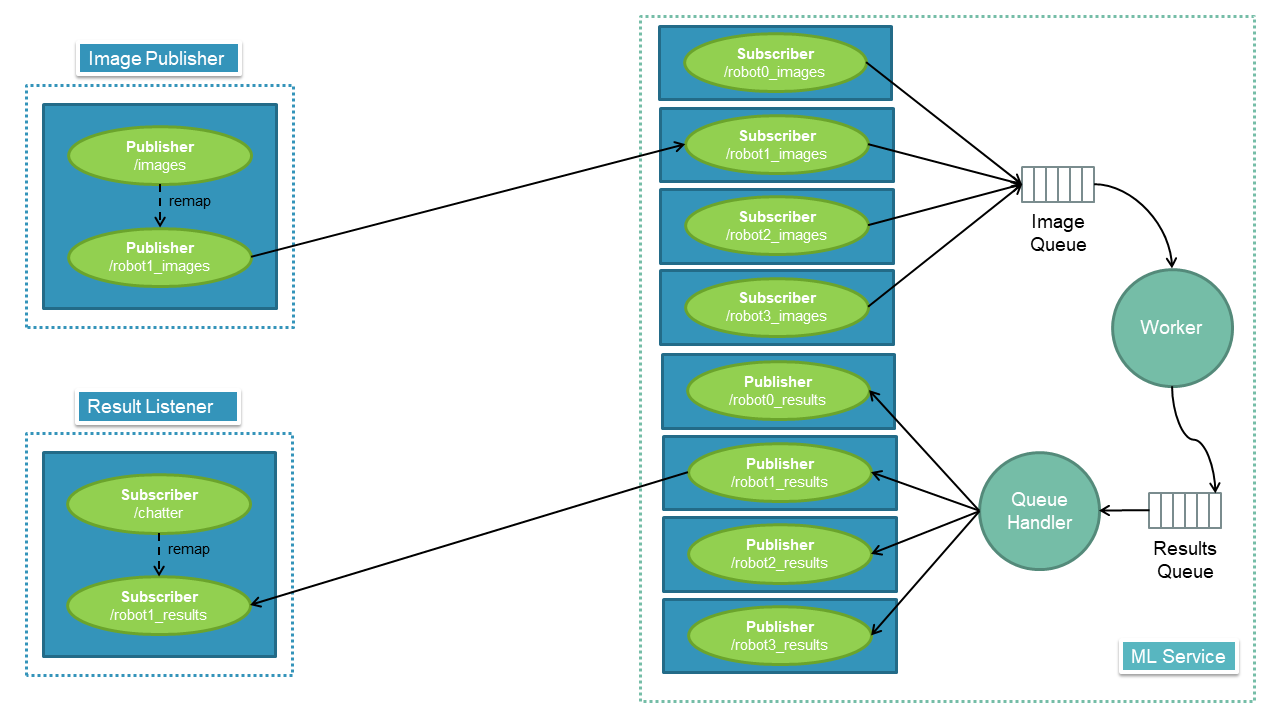 Image Publisher
Publisher
/images
remap
Publisher
/robot1_images
Result Listener
Subscriber
/chatter
remap
Subscriber
/robot1_results
Subscriber
/robot0_images
Subscriber
/robot1_images
Subscriber
/robot2_images
Subscriber
/robot3_images
Publisher
/robot0_results
Publisher
/robot1_results
Publisher
/robot2_results
Publisher
/robot3_results
Image
Queue
Worker
Queue
Handler
Results
Queue
ML Service